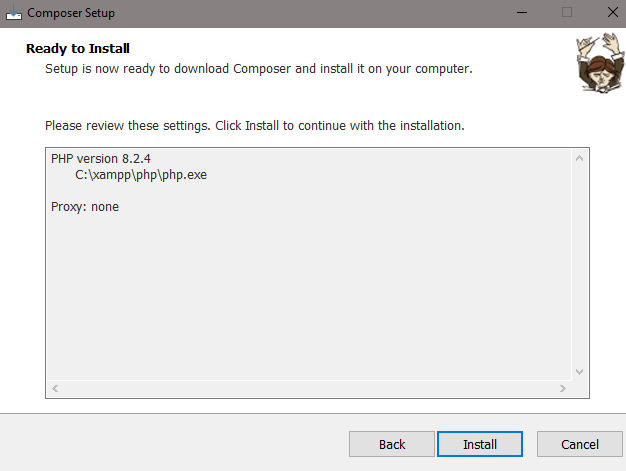 Composer Setup
Ready to Install
Setup is now ready to download Composer and install it on your computer.
Please review these settings. Click Install to continue with the installation.
PHP version 8.2.4
C:\xampp\php\php.exe
Proxy: none
Back
Install
Cancel